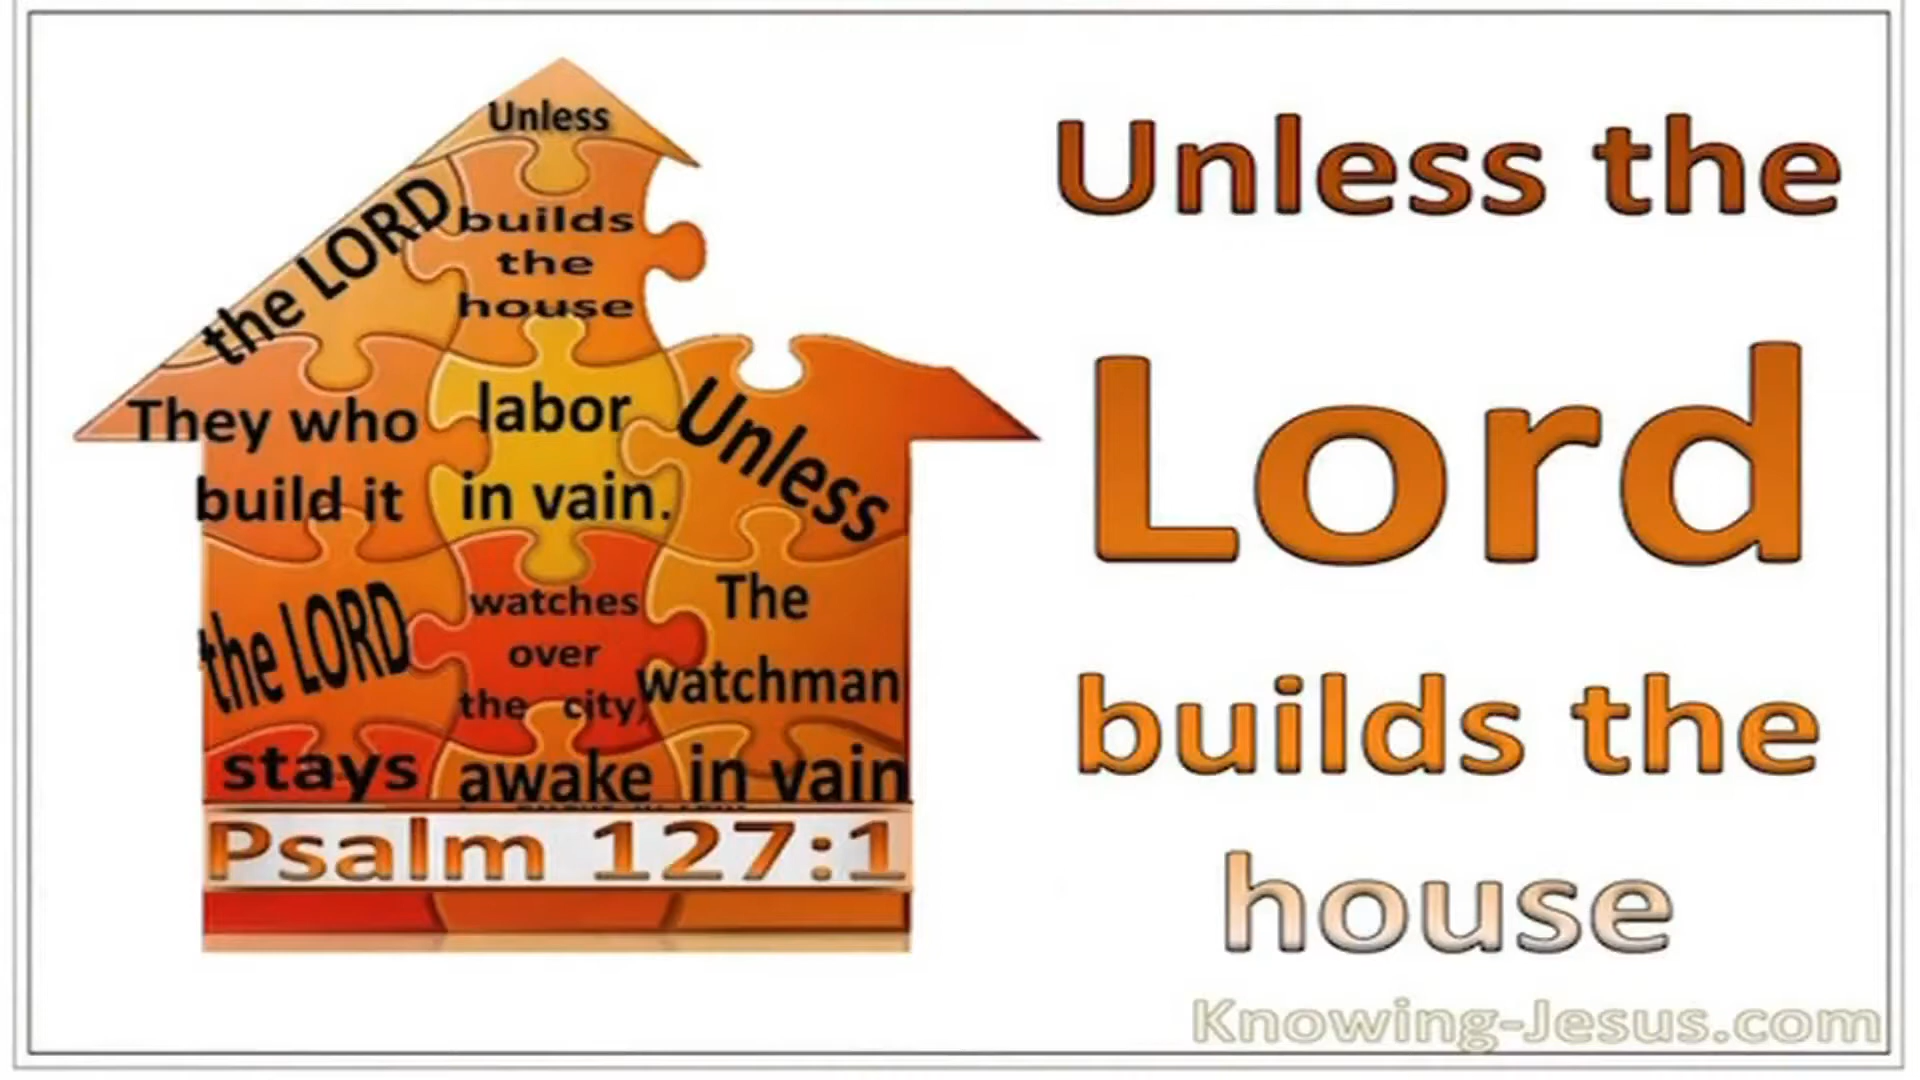 Unless
the LORD
builds
the
house
They who
build it
labor
in vain.
Unless
the LORD
watches
over
the city,
The
watchman
stays
awake
in vain
Psalm 127:1
Unless the
Lord
builds the
house
Knowing-Jesus.com